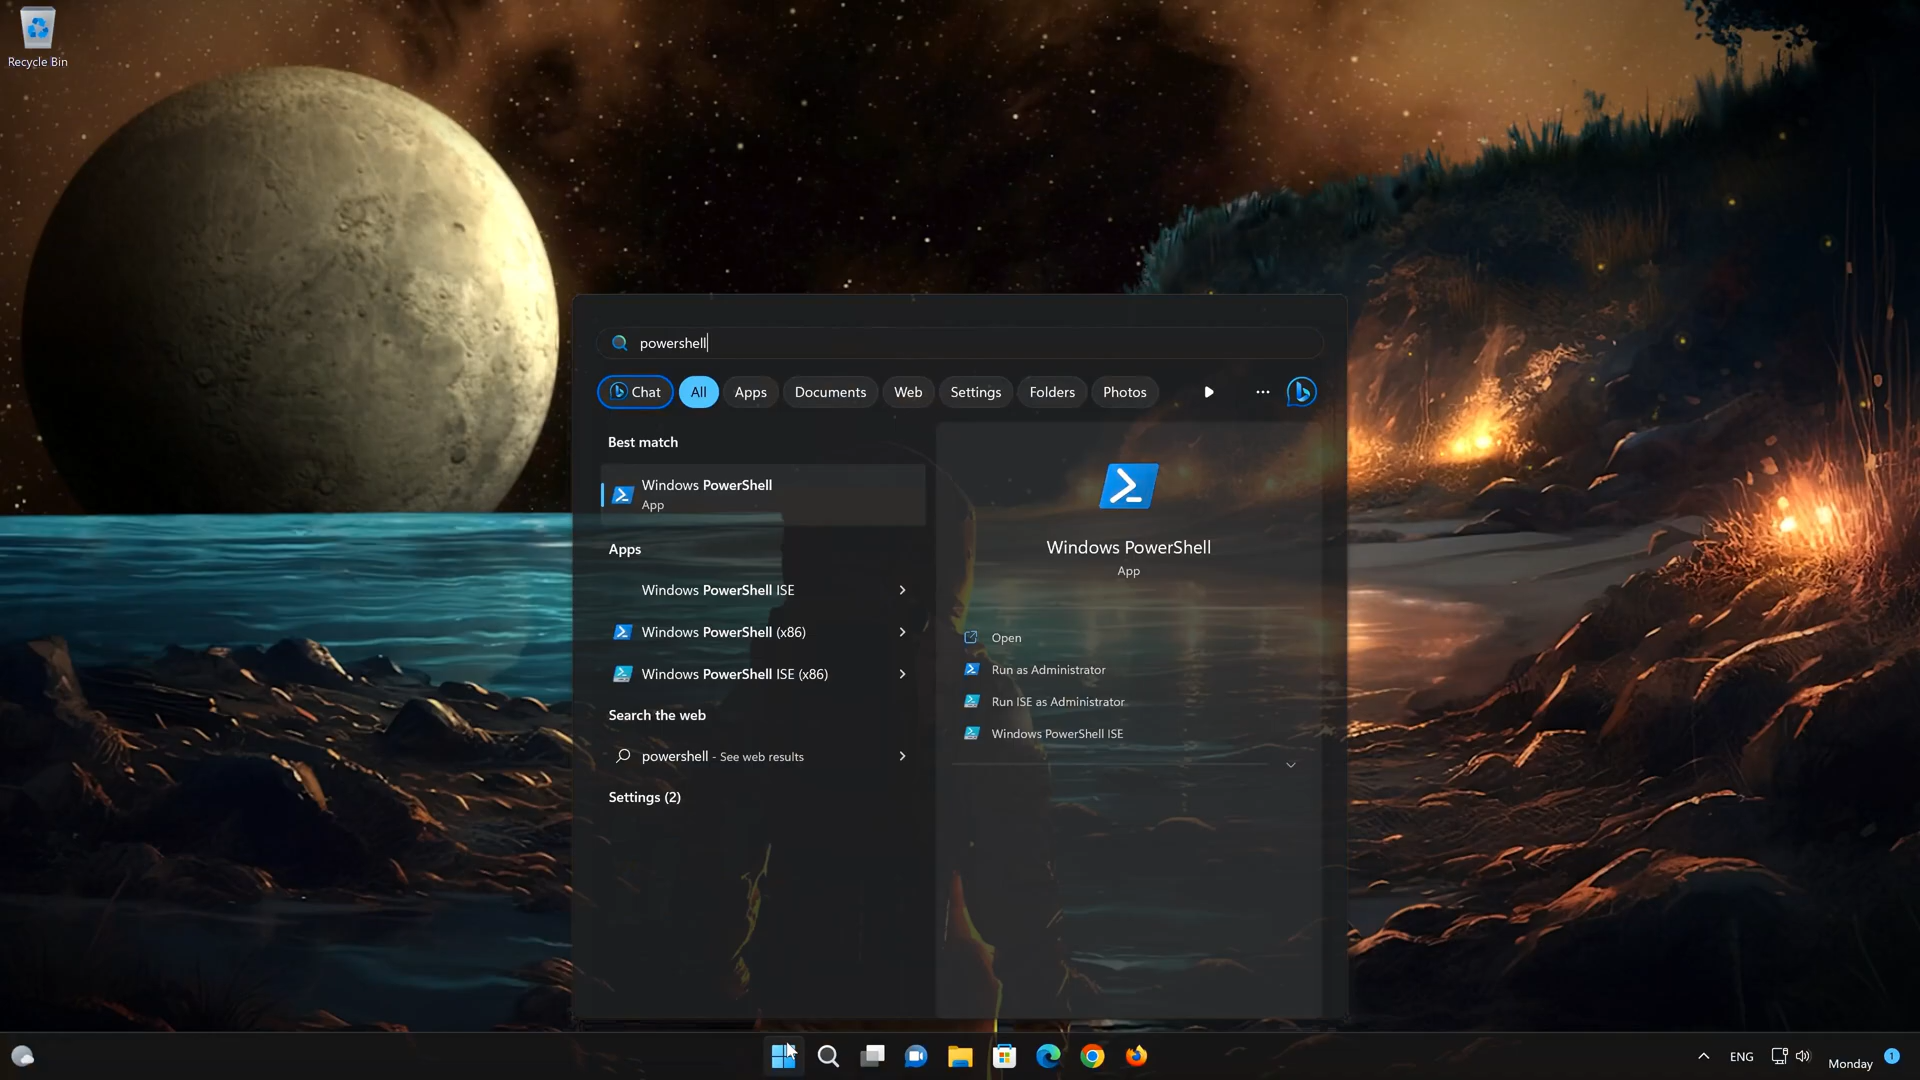 Recycle Bin
powershell
Chat All Apps Documents Web Settings Folders Photos
Best match
Windows PowerShell
App
Apps
Windows PowerShell ISE
Windows PowerShell (x86)
Windows PowerShell ISE (x86)
Search the web
powershell - See web results
Settings (2)
Windows PowerShell
App
Open
Run as Administrator
Run ISE as Administrator
Windows PowerShell ISE
ENG
Monday
1